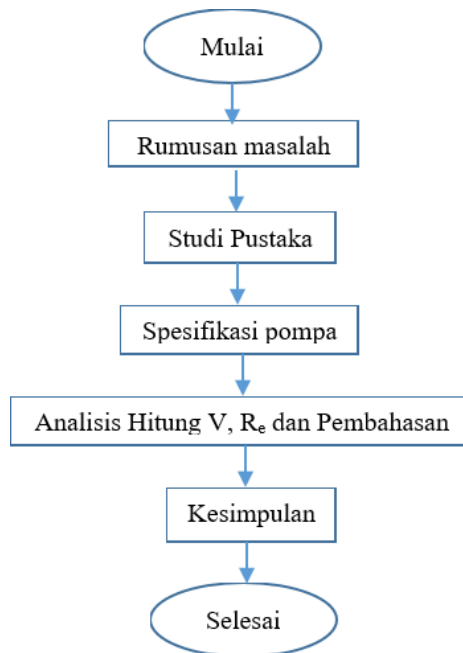 Mulai
Rumusan masalah
Studi Pustaka
Spesifikasi pompa
Analisis Hitung V, Rₑ dan Pembahasan
Kesimpulan
Selesai